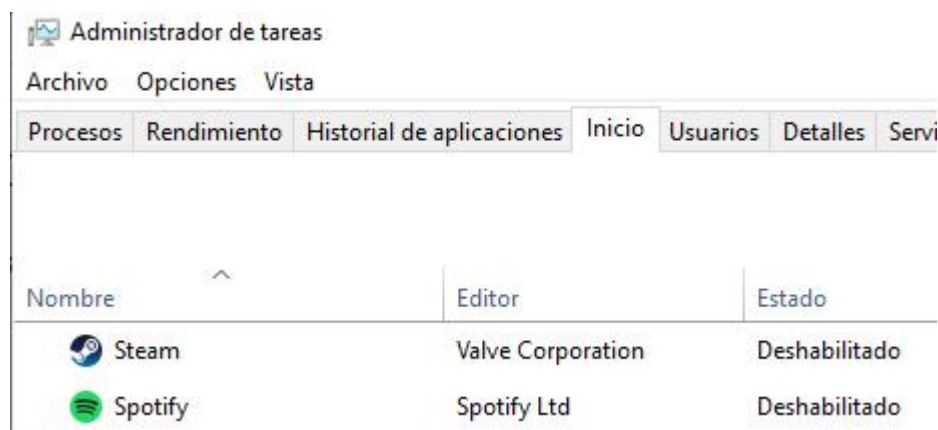 Administrador de tareas
Archivo Opciones Vista
Procesos Rendimiento Historial de aplicaciones Inicio Usuarios Detalles Servi
Nombre Editor Estado
Steam Valve Corporation Deshabilitado
Spotify Spotify Ltd Deshabilitado